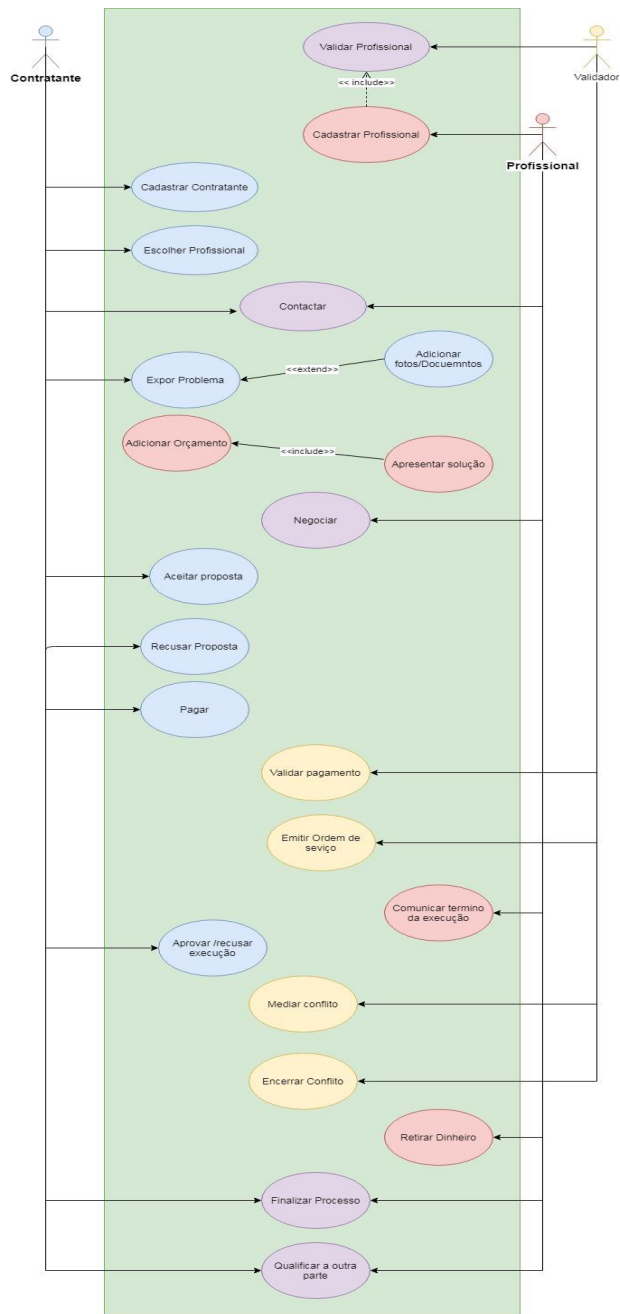 Validar Profissional
Contratante
Validador
<< include>>
Cadastrar Profissional
Profissional
Cadastrar Contratante
Escolher Profissional
Contactar
Adicionar
fotos/Docuemntos
<<extend>>
Expor Problema
Adicionar Orçamento
<<include>>
Apresentar solução
Negociar
Aceitar proposta
Recusar Proposta
Pagar
Validar pagamento
Emitir Ordem de
seviço
Comunicar termino
da execução
Aprovar /recusar
execução
Mediar conflito
Encerrar Conflito
Retirar Dinheiro
Finalizar Processo
Qualificar a outra
parte